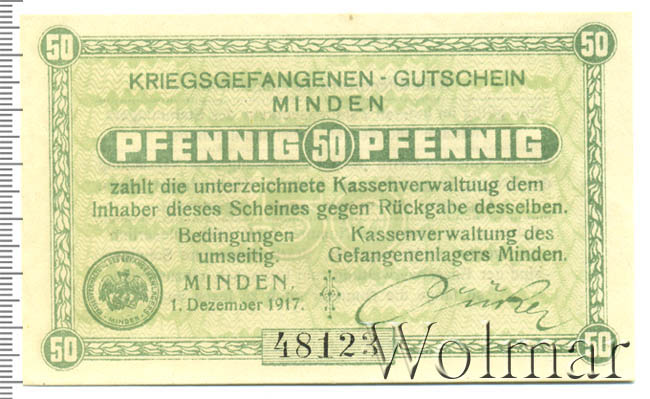 50 50
KRIEGSGEFANGENEN - GUTSCHEIN
MINDEN
PFENNIG 50 PFENNIG
zahlt die unterzeichnete Kassenverwaltuug dem
Inhaber dieses Scheines gegen Rückgabe desselben.
Bedingungen
umseitig.
Kassenverwaltung des
Gefangenenlagers Minden.
MINDEN,
1. Dezember 1917.
48123
50 50
Wolmar